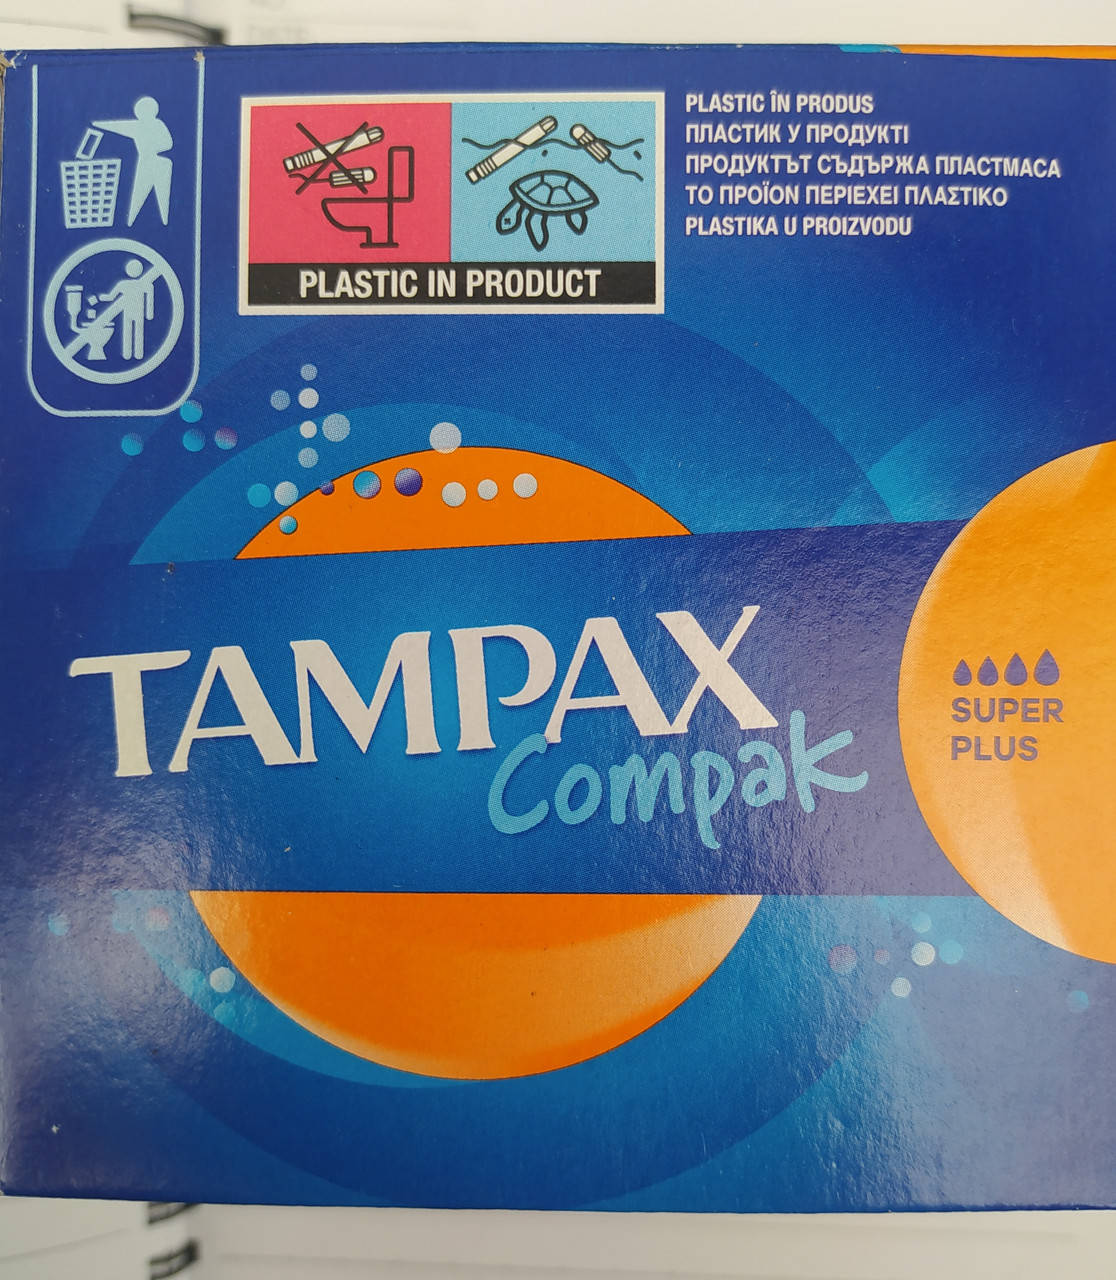 PLASTIC ÎN PRODUS
ПЛАСТИК У ПРОДУКТІ
ПРОДУКТЪТ СЪДЪРЖА ПЛАСТМАСА
ΤΟ ΠΡΟΪΟΝ ΠΕΡΙΕΧΕΙ ΠΛΑΣΤΙΚΟ
PLASTIKA U PROIZVODU
PLASTIC IN PRODUCT
TAMPAX
Compak
SUPER
PLUS